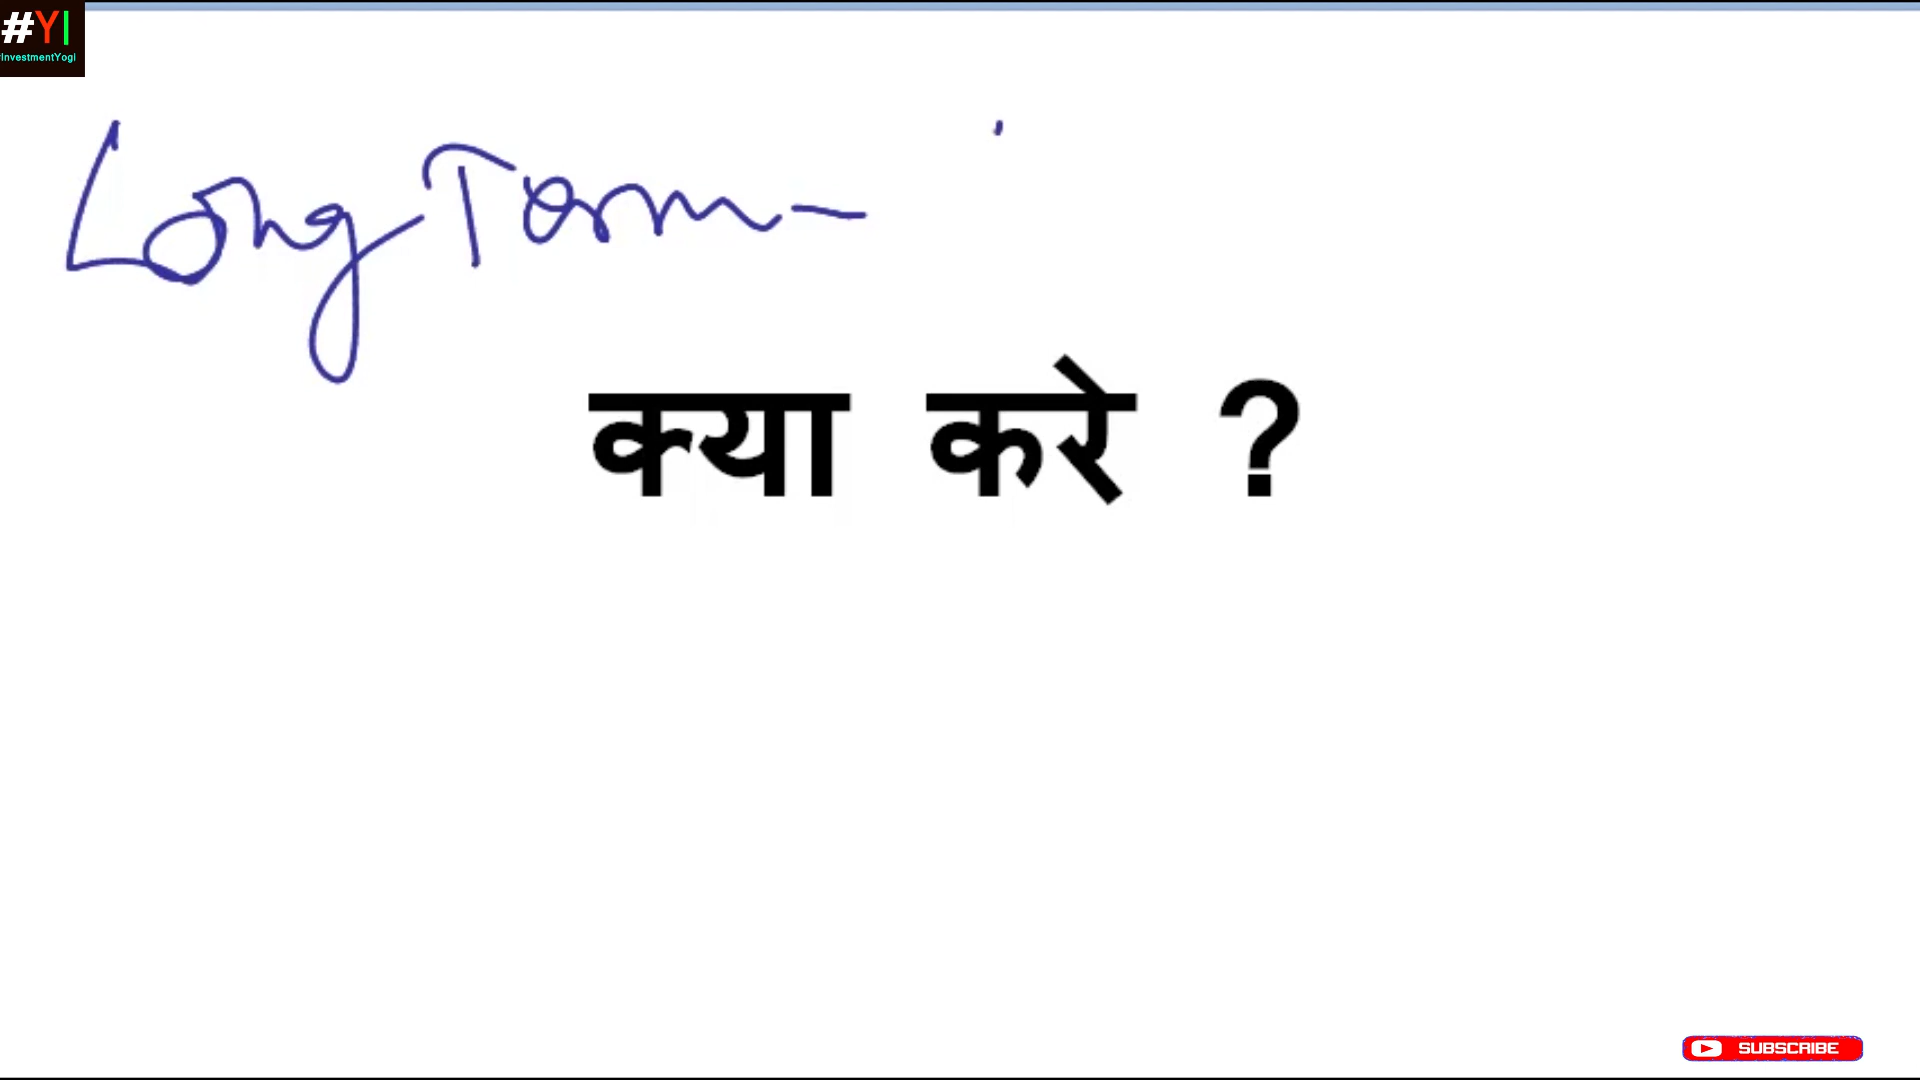 #YI
InvestmentYogi
Long Term-
क्या करे ?
SUBSCRIBE